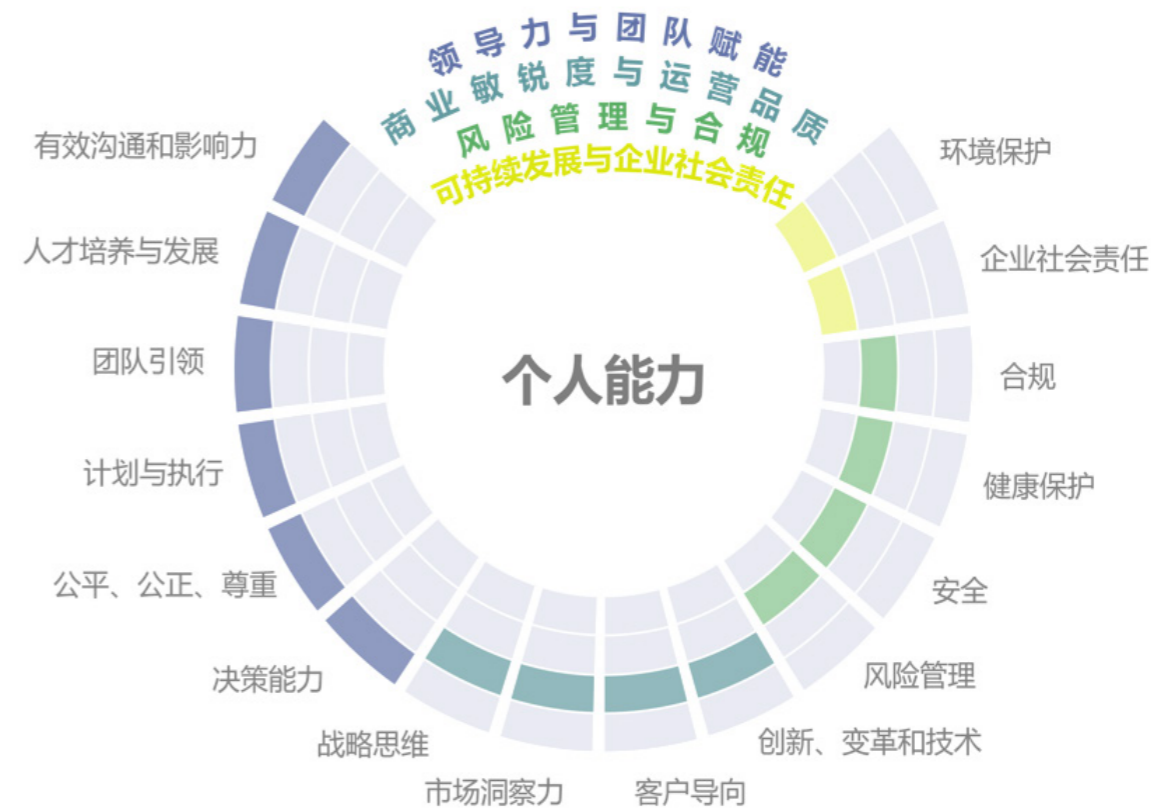 领导力与团队赋能
商业敏锐度与运营品质
风险管理与合规
可持续发展与企业社会责任
有效沟通和影响力
人才培养与发展
团队引领
计划与执行
公平、公正、尊重
决策能力
战略思维
市场洞察力
客户导向
创新、变革和技术
风险管理
安全
健康保护
合规
企业社会责任
环境保护
个人能力